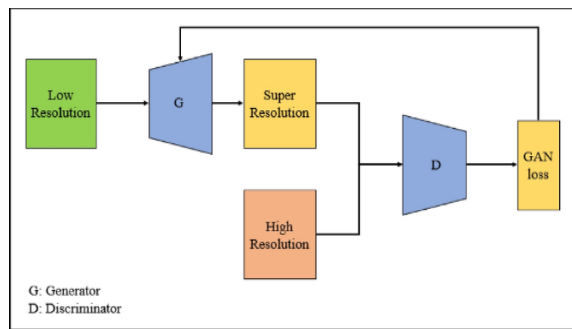 Low
Resolution
G
Super
Resolution
High
Resolution
D
GAN
loss
G: Generator
D: Discriminator